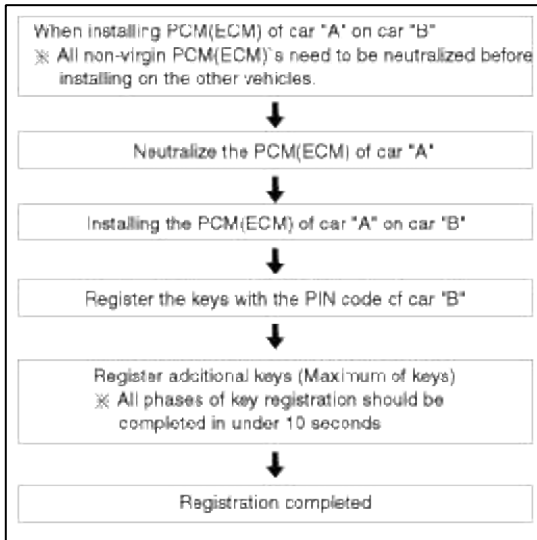 When installing PCM(ECM) of car "A" on car "B"
※ All non-virgin PCM(ECM)`s need to be neutralized before
installing on the other vehicles.
Neutralize the PCM(ECM) of car "A"
Installing the PCM(ECM) of car "A" on car "B"
Register the keys with the PIN code of car "B"
Register additional keys (Maximum of keys)
※ All phases of key registration should be
completed in under 10 seconds
Registration completed